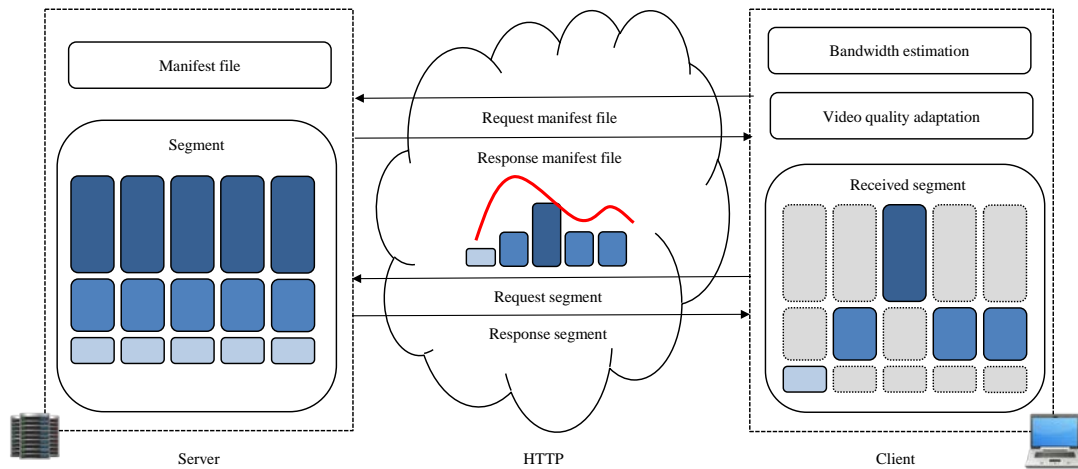 Manifest file
Segment
Server
Request manifest file
Response manifest file
Request segment
Response segment
HTTP
Bandwidth estimation
Video quality adaptation
Received segment
Client